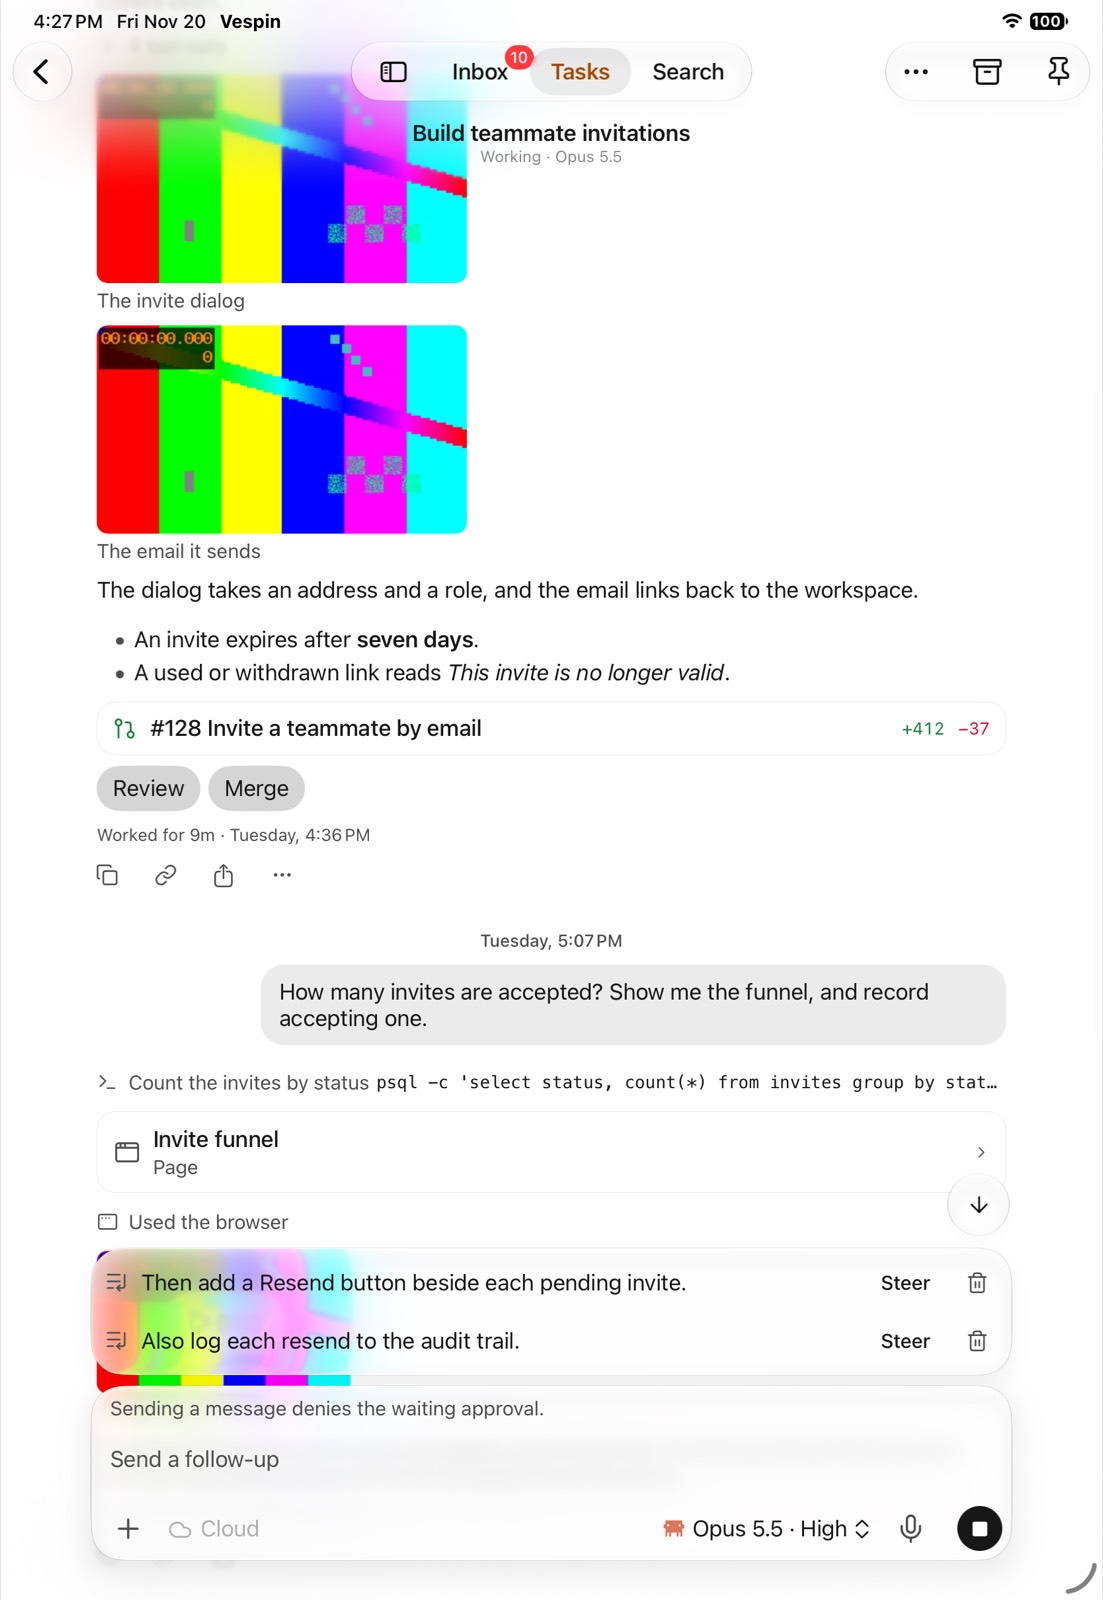 4:27 PM Fri Nov 20 Vespin
100
Inbox 10 Tasks Search
Build teammate invitations
Working · Opus 5.5
The invite dialog
00:00:00.000
0
The email it sends
The dialog takes an address and a role, and the email links back to the workspace.
• An invite expires after seven days.
• A used or withdrawn link reads This invite is no longer valid.
#128 Invite a teammate by email +412 −37
Review Merge
Worked for 9m · Tuesday, 4:36 PM
Tuesday, 5:07 PM
How many invites are accepted? Show me the funnel, and record
accepting one.
Count the invites by status psql -c 'select status, count(*) from invites group by stat…
Invite funnel
Page
Used the browser
Then add a Resend button beside each pending invite. Steer
Also log each resend to the audit trail. Steer
Sending a message denies the waiting approval.
Send a follow-up
Cloud Opus 5.5 · High